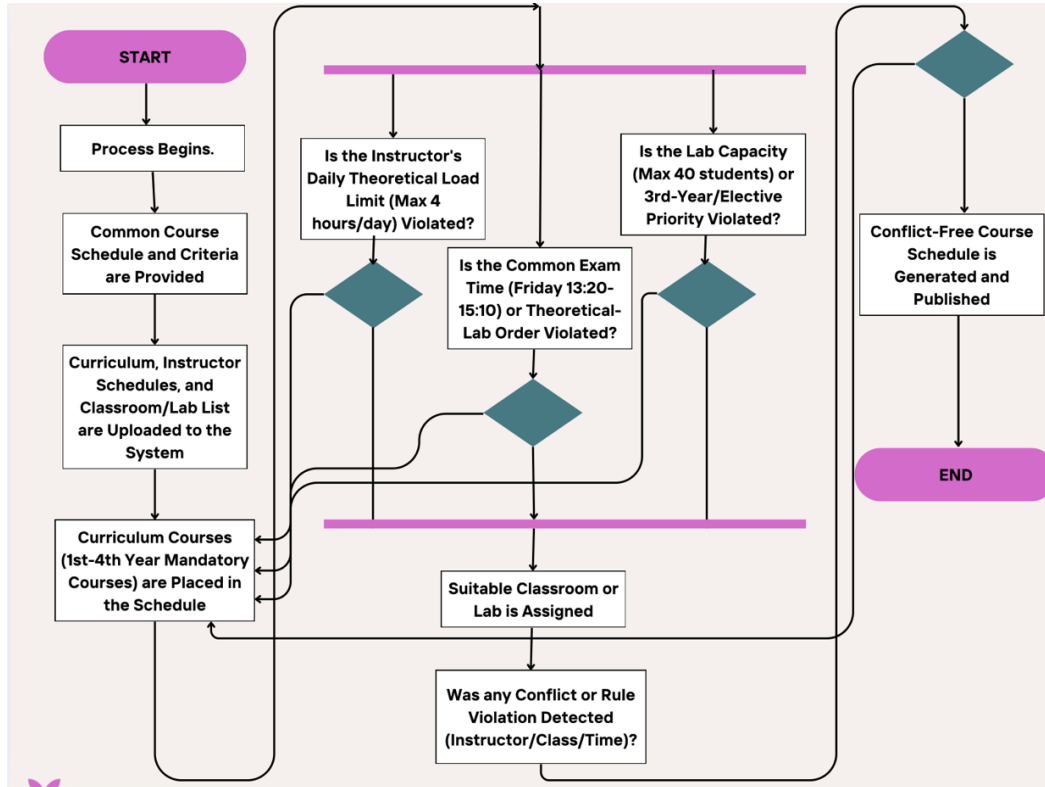 START
Process Begins.
Common Course
Schedule and Criteria
are Provided
Curriculum, Instructor
Schedules, and
Classroom/Lab List
are Uploaded to the
System
Curriculum Courses
(1st-4th Year Mandatory
Courses) are Placed in
the Schedule
Is the Instructor's
Daily Theoretical Load
Limit (Max 4
hours/day) Violated?
Is the Common Exam
Time (Friday 13:20-
15:10) or Theoretical-
Lab Order Violated?
Is the Lab Capacity
(Max 40 students) or
3rd-Year/Elective
Priority Violated?
Suitable Classroom or
Lab is Assigned
Was any Conflict or Rule
Violation Detected
(Instructor/Class/Time)?
Conflict-Free Course
Schedule is
Generated and
Published
END